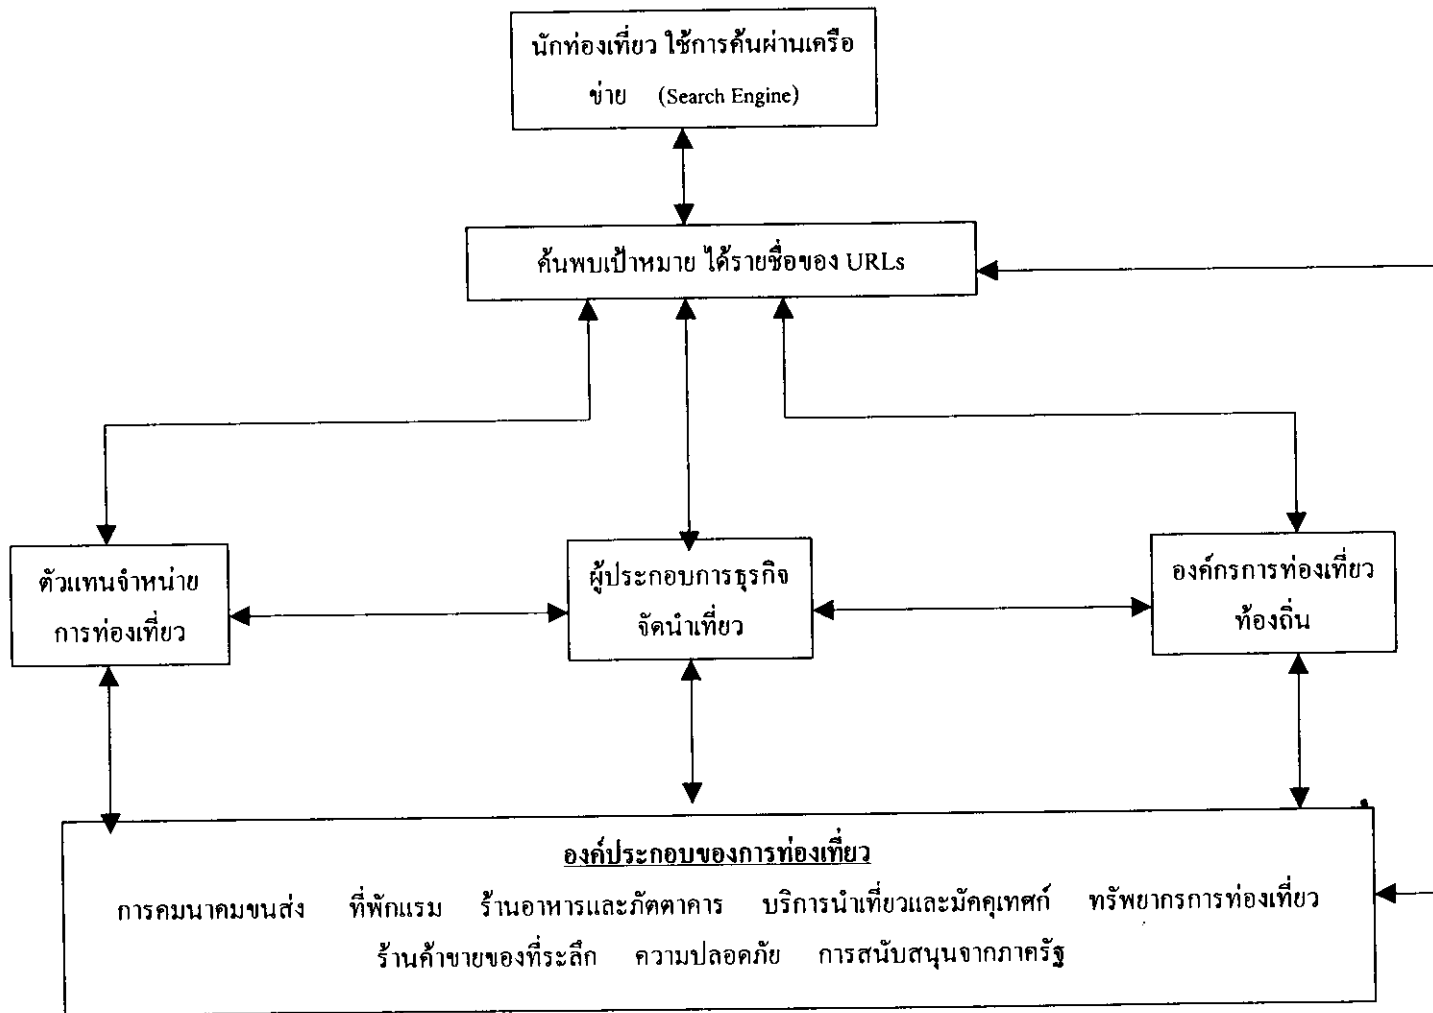 นักท่องเที่ยว ใช้การค้นผ่านเครือ
ข่าย (Search Engine)
ค้นพบเป้าหมาย ได้รายชื่อของ URLs
ตัวแทนจำหน่าย
การท่องเที่ยว
ผู้ประกอบการธุรกิจ
จัดนำเที่ยว
องค์กรการท่องเที่ยว
ท้องถิ่น
องค์ประกอบของการท่องเที่ยว
การคมนาคมขนส่ง ที่พักแรม ร้านอาหารและภัตตาคาร บริการนำเที่ยวและมัคคุเทศก์ ทรัพยากรการท่องเที่ยว
ร้านค้าขายของที่ระลึก ความปลอดภัย การสนับสนุนจากภาครัฐ